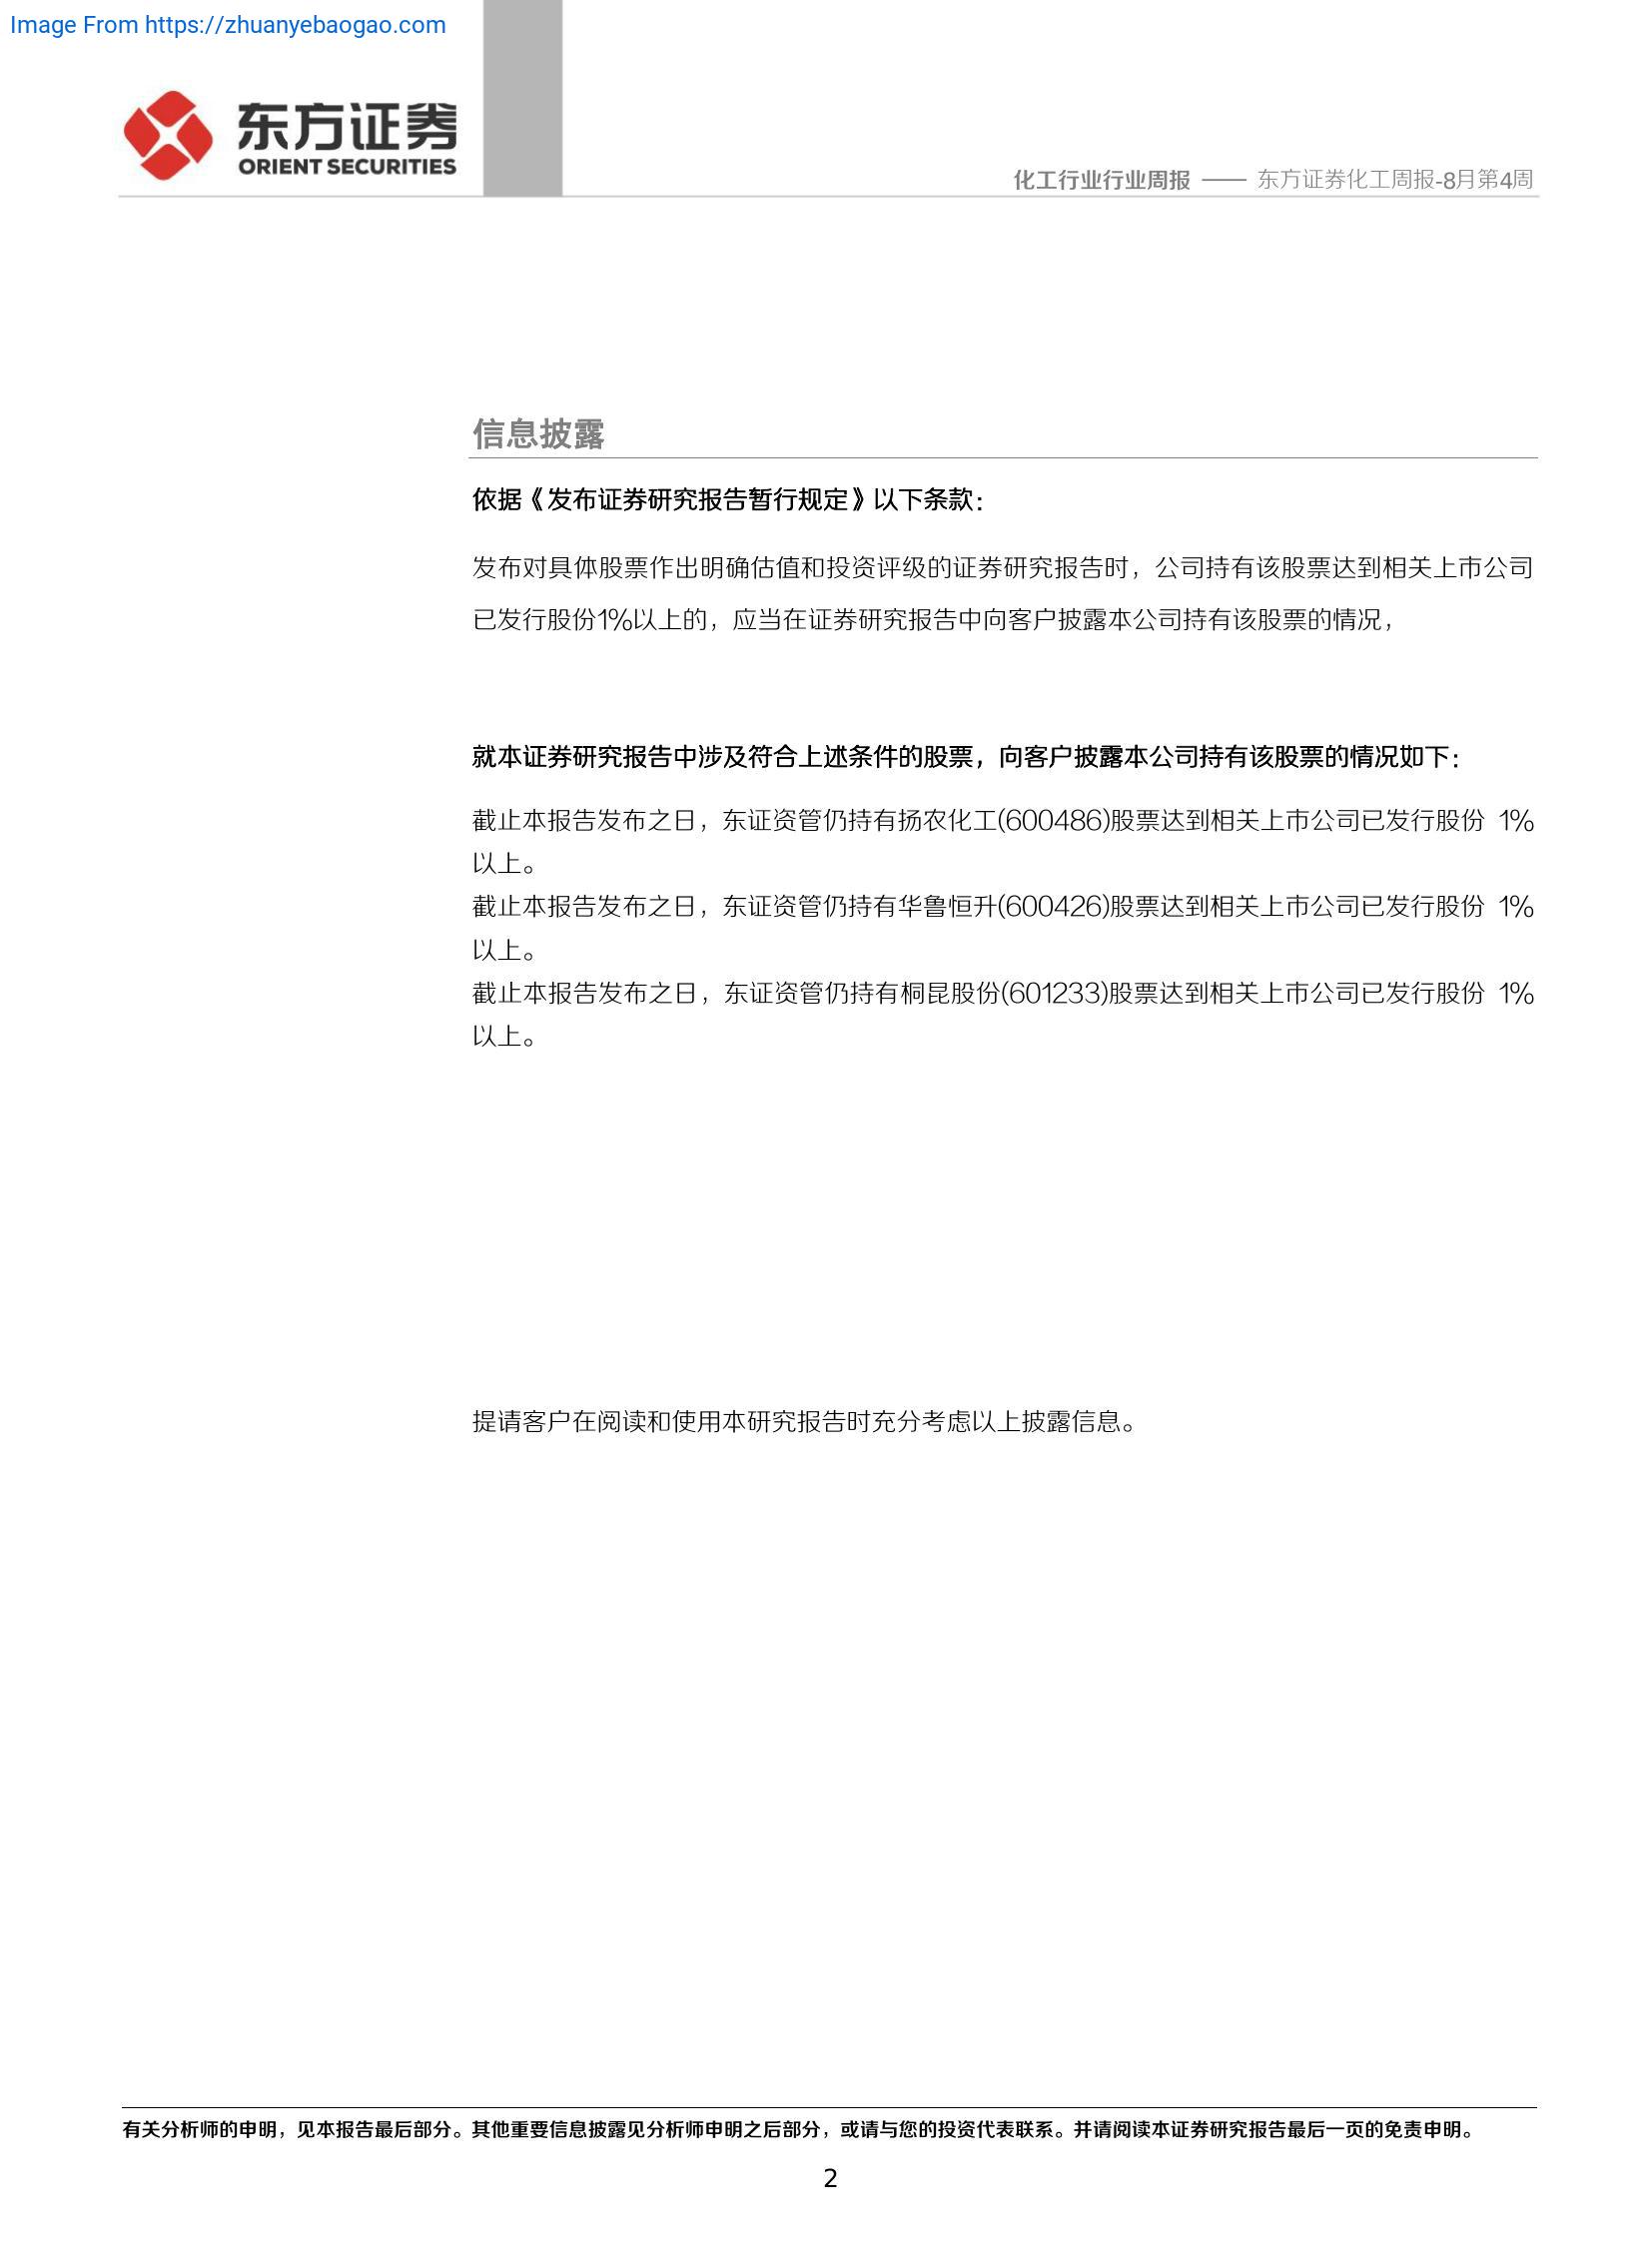 Image From https://zhuanyebaogao.com
东方证券
ORIENT SECURITIES
化工行业行业周报 —— 东方证券化工周报-8月第4周
信息披露
依据《发布证券研究报告暂行规定》以下条款：
发布对具体股票作出明确估值和投资评级的证券研究报告时，公司持有该股票达到相关上市公司
已发行股份1%以上的，应当在证券研究报告中向客户披露本公司持有该股票的情况，
就本证券研究报告中涉及符合上述条件的股票，向客户披露本公司持有该股票的情况如下：
截止本报告发布之日，东证资管仍持有扬农化工(600486)股票达到相关上市公司已发行股份 1%
以上。
截止本报告发布之日，东证资管仍持有华鲁恒升(600426)股票达到相关上市公司已发行股份 1%
以上。
截止本报告发布之日，东证资管仍持有桐昆股份(601233)股票达到相关上市公司已发行股份 1%
以上。
提请客户在阅读和使用本研究报告时充分考虑以上披露信息。
有关分析师的申明，见本报告最后部分。其他重要信息披露见分析师申明之后部分，或请与您的投资代表联系。并请阅读本证券研究报告最后一页的免责申明。
2